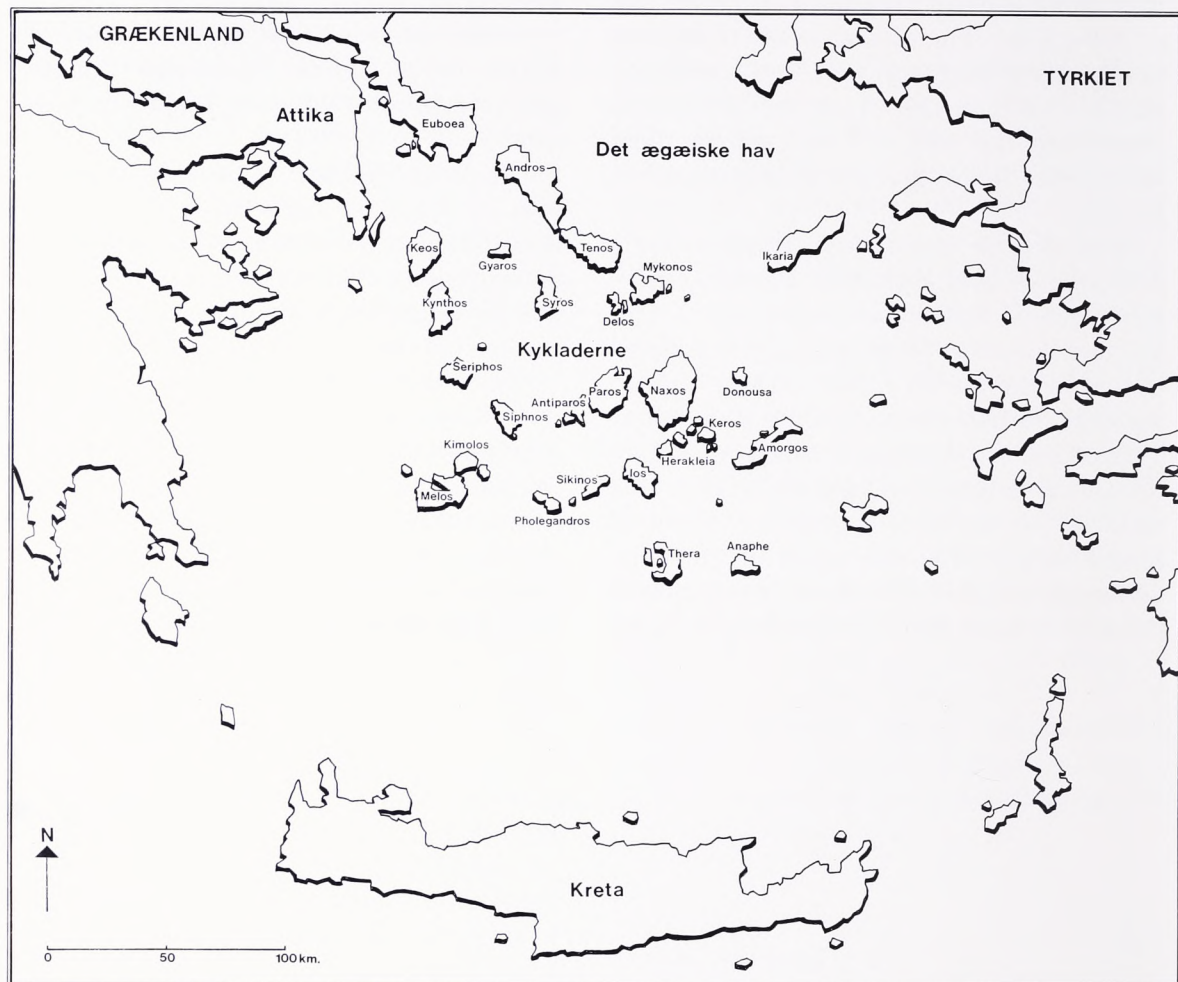 GRÆKENLAND
TYRKIET
Attika
Euboea
Det ægæiske hav
Andros
Keos
Gyaros
Tenos
Ikaria
Mykonos
Kynthos
Syros
Delos
Kykladerne
Seriphos
Paros
Naxos
Donousa
Antiparos
Siphnos
Keros
Kimolos
Amorgos
Herakleia
Ios
Sikinos
Melos
Pholegandros
Thera
Anaphe
N
Kreta
0 50 100 km.